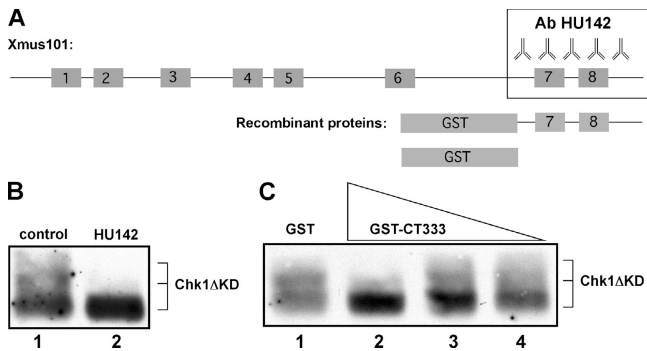 A
Ab HU142
Xmus101:
1 2 3 4 5 6 7 8
Recombinant proteins: GST 7 8
GST
B
control HU142
Chk1ΔKD
1 2
C
GST GST-CT333
Chk1ΔKD
1 2 3 4